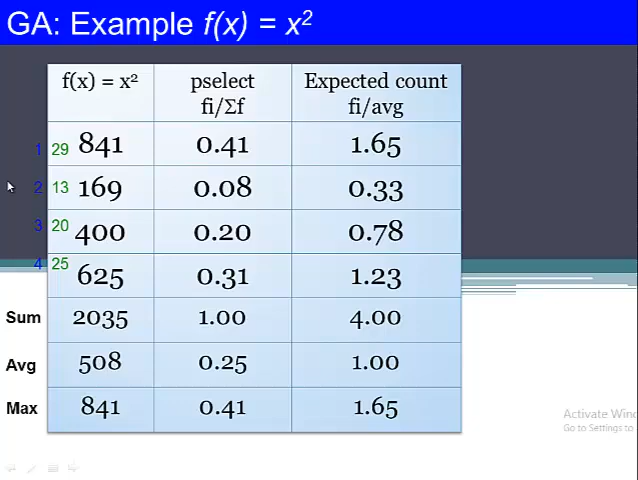 GA: Example f(x) = x²
f(x) = x² pselect Expected count
fi/Σf fi/avg
1 29 841 0.41 1.65
2 13 169 0.08 0.33
3 20 400 0.20 0.78
4 25 625 0.31 1.23
Sum 2035 1.00 4.00
Avg 508 0.25 1.00
Max 841 0.41 1.65
Activate Wind
Go to Settings to